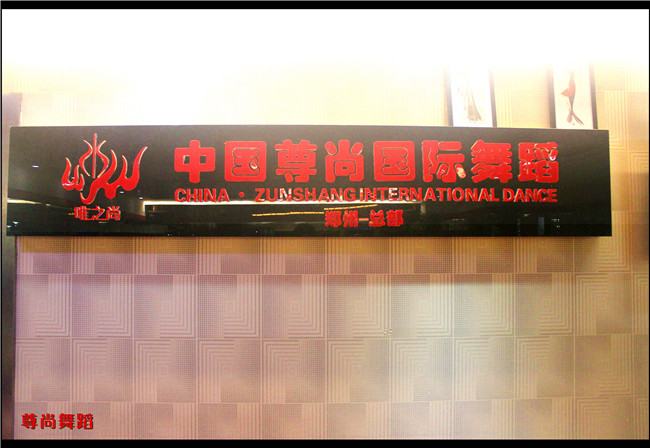 中国尊尚国际舞蹈
CHINA · ZUNSHANG INTERNATIONAL DANCE
唯之尚
郑州-总部
尊尚舞蹈